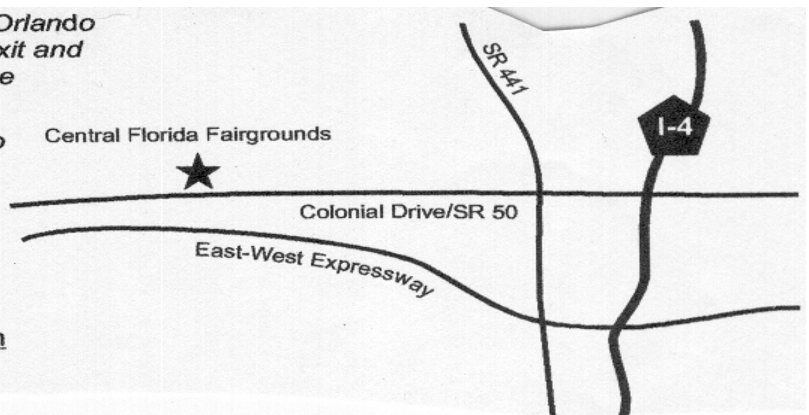 Orlando
xit and
e
Central Florida Fairgrounds
SR 441
I-4
Colonial Drive/SR 50
East-West Expressway